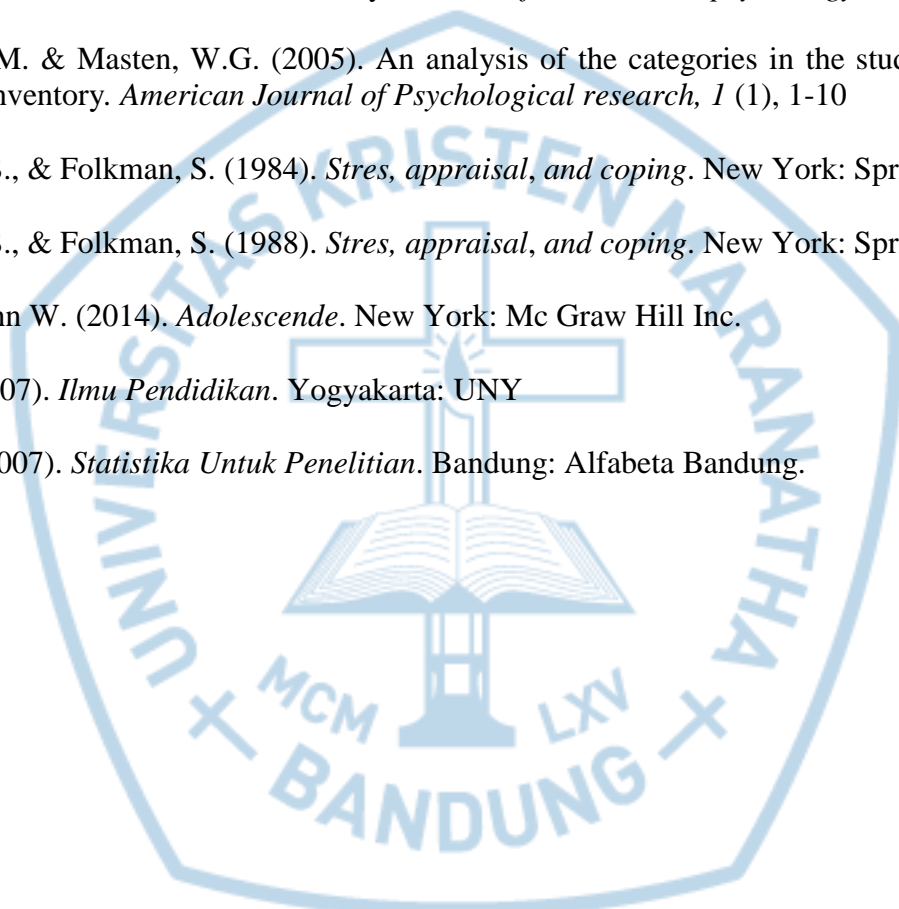 M. & Masten, W.G. (2005). An analysis of the categories in the stud
nventory. American Journal of Psychological research, 1 (1), 1-10
S., & Folkman, S. (1984). Stres, appraisal, and coping. New York: Spr
S., & Folkman, S. (1988). Stres, appraisal, and coping. New York: Spr
hn W. (2014). Adolescende. New York: Mc Graw Hill Inc.
07). Ilmu Pendidikan. Yogyakarta: UNY
007). Statistika Untuk Penelitian. Bandung: Alfabeta Bandung.
UNIVERSITAS KRISTEN MARANATHA
MCM LXV
BANDUNG